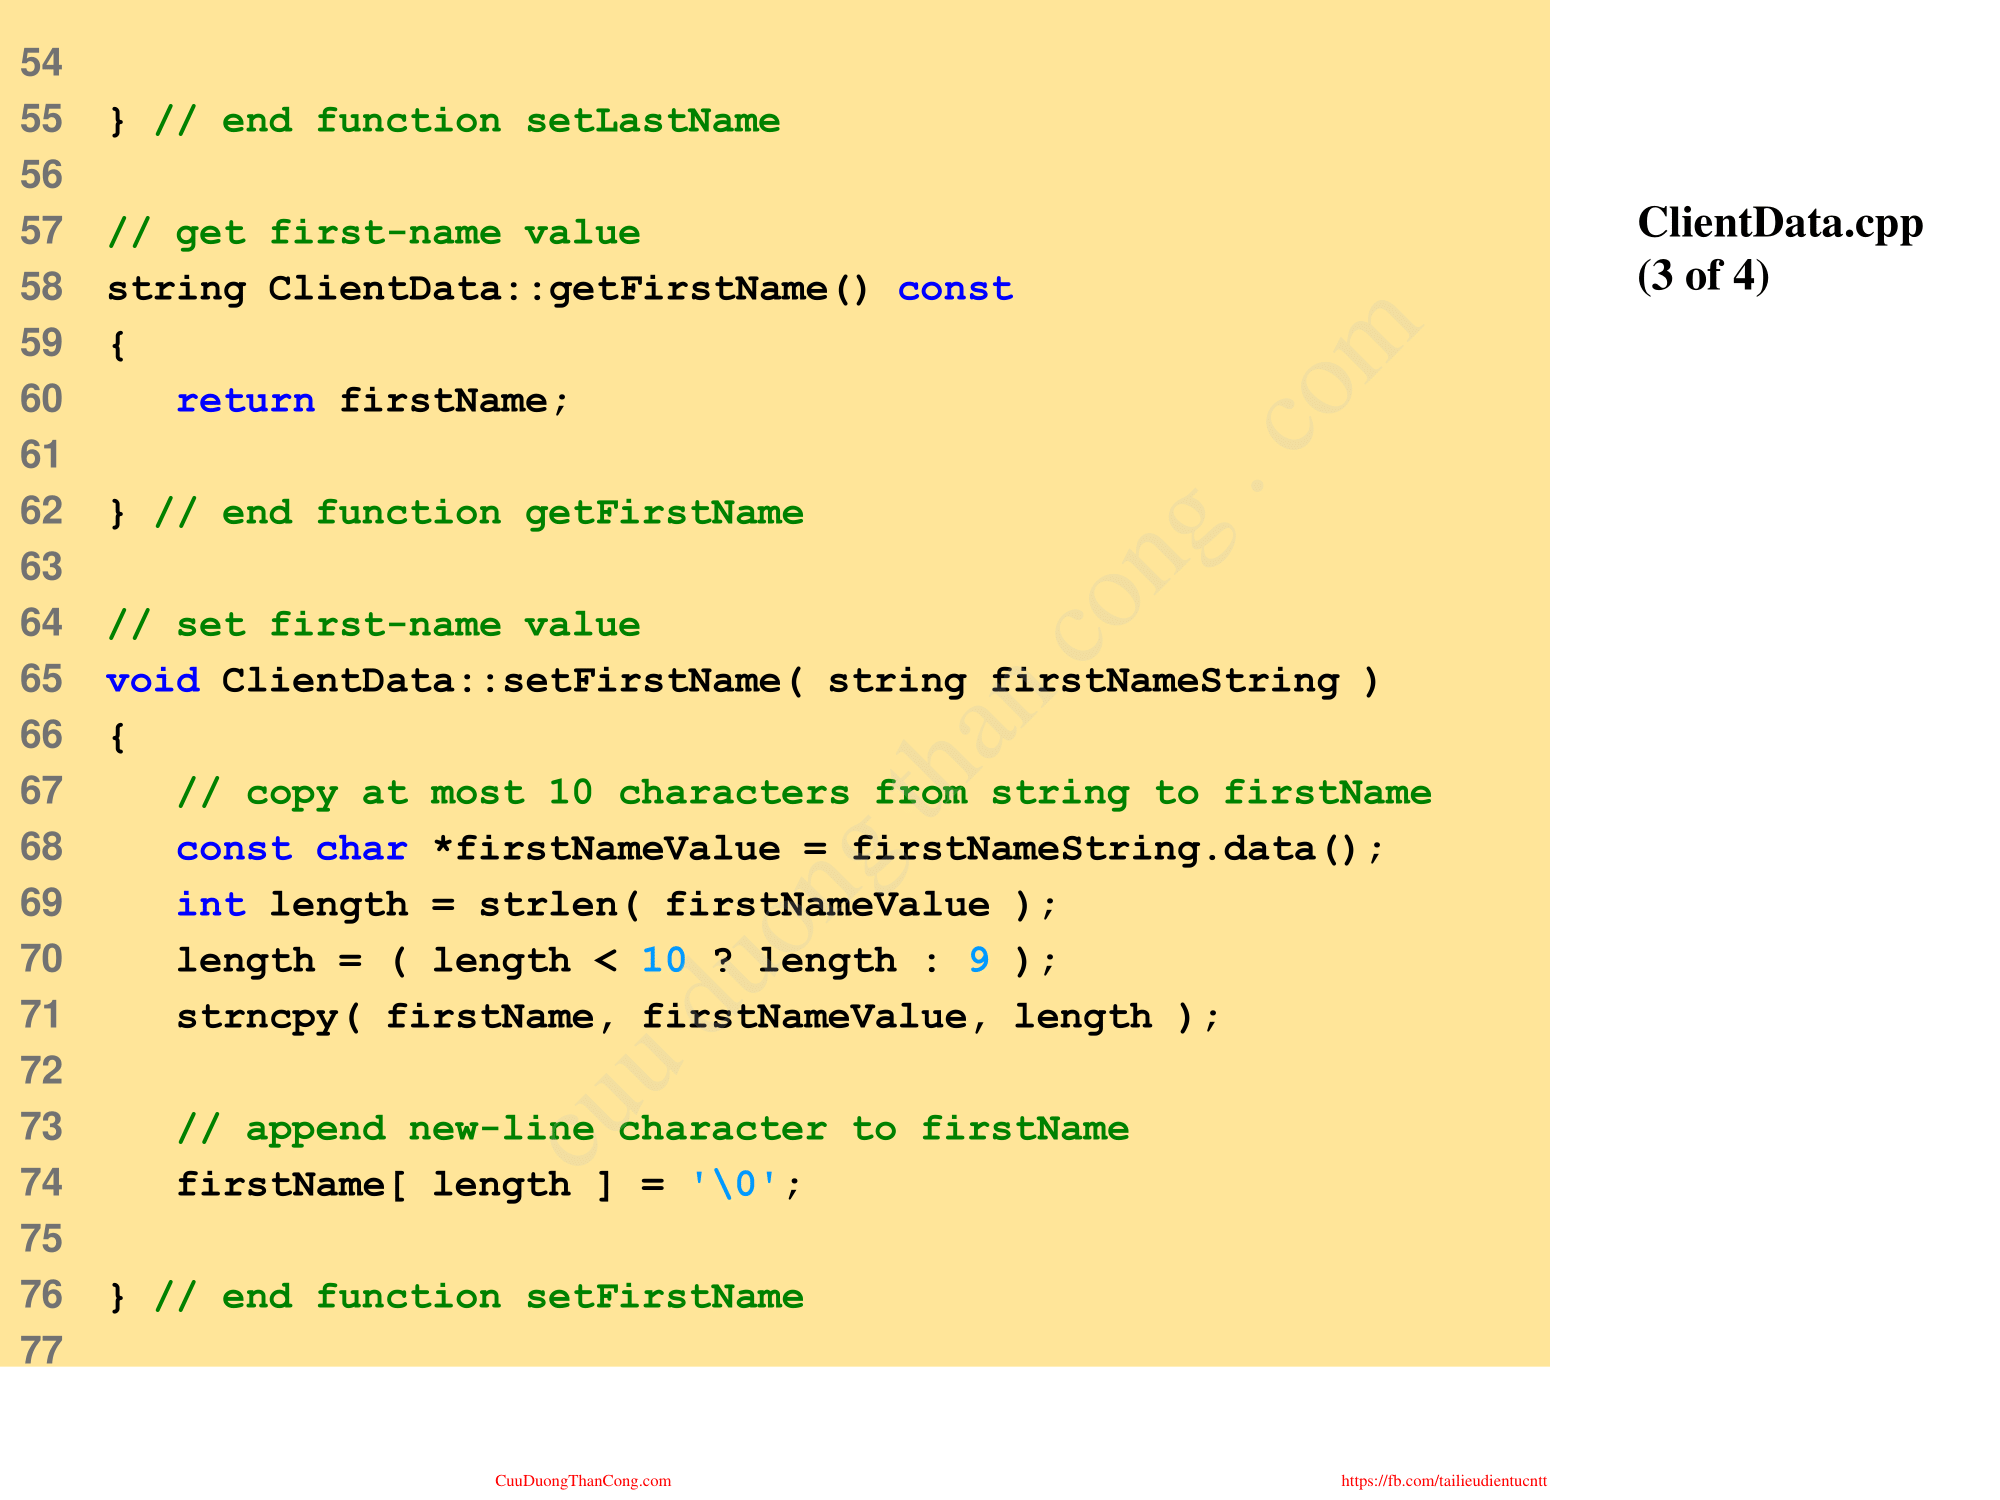 54
55 } // end function setLastName
56
57 // get first-name value
58 string ClientData::getFirstName() const
59 {
60 return firstName;
61
62 } // end function getFirstName
63
64 // set first-name value
65 void ClientData::setFirstName( string firstNameString )
66 {
67 // copy at most 10 characters from string to firstName
68 const char *firstNameValue = firstNameString.data();
69 int length = strlen( firstNameValue );
70 length = ( length < 10 ? length : 9 );
71 strncpy( firstName, firstNameValue, length );
72
73 // append new-line character to firstName
74 firstName[ length ] = '\0';
75
76 } // end function setFirstName
77
ClientData.cpp
(3 of 4)
cuu duong than cong . com
CuuDuongThanCong.com
https://fb.com/tailieudientucntt